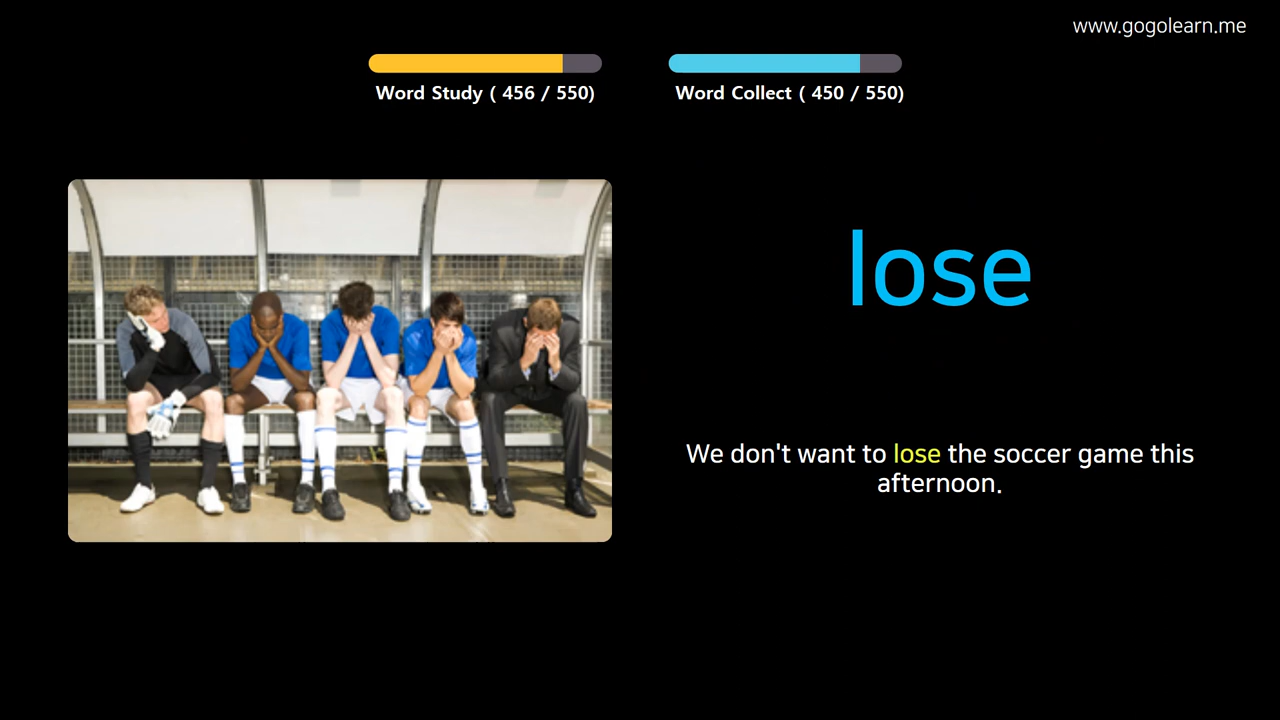 www.gogolearn.me
Word Study ( 456 / 550)
Word Collect ( 450 / 550)
lose
We don't want to lose the soccer game this
afternoon.